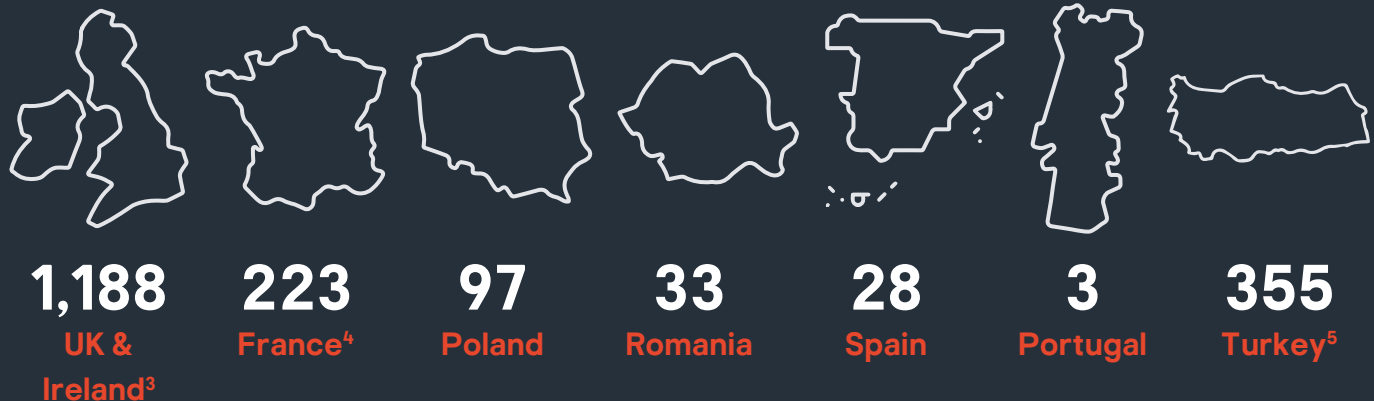 1,188 223 97 33 28 3 355
UK & France⁴ Poland Romania Spain Portugal Turkey⁵
Ireland³